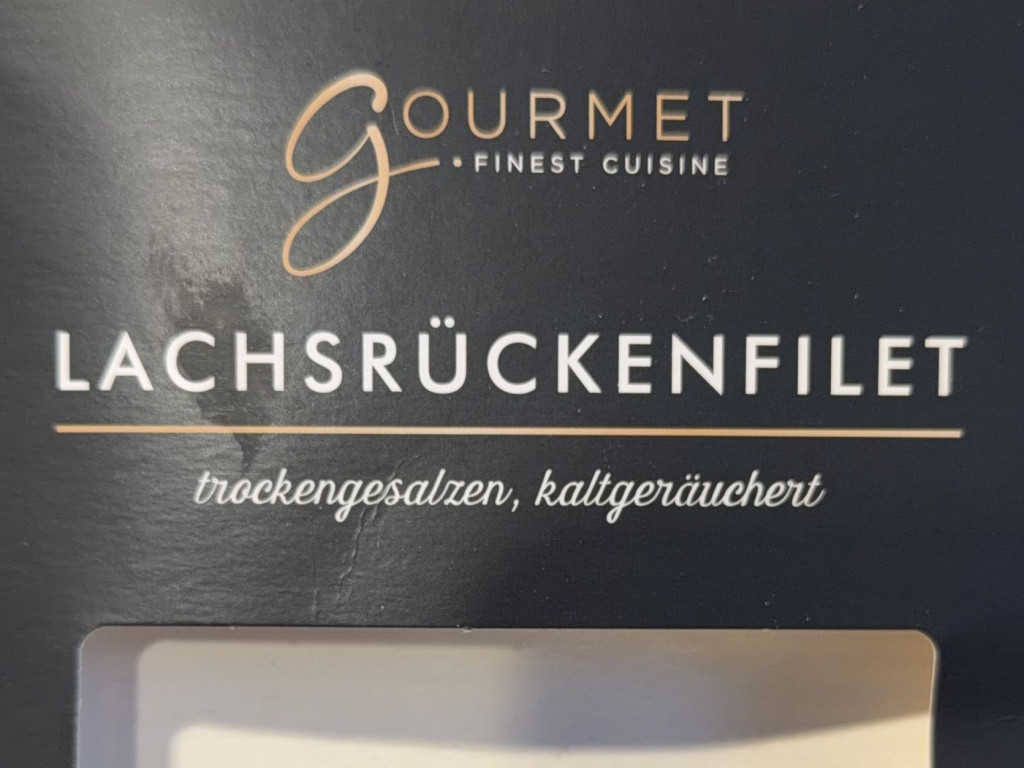 gOURMET
FINEST CUISINE
LACHSRÜCKENFILET
trockengesalzen, kaltgeräuchert